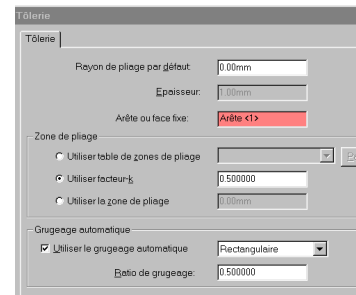 Tôlerie
Tôlerie
Rayon de pliage par défaut: 0.00mm
Epaisseur: 1.00mm
Arête ou face fixe: Arête <1>
Zone de pliage
Utiliser table de zones de pliage
Utiliser facteur-k 0.500000
Utiliser la zone de pliage 0.00mm
Grugeage automatique
Utiliser le grugeage automatique Rectangulaire
Ratio de grugeage: 0.500000